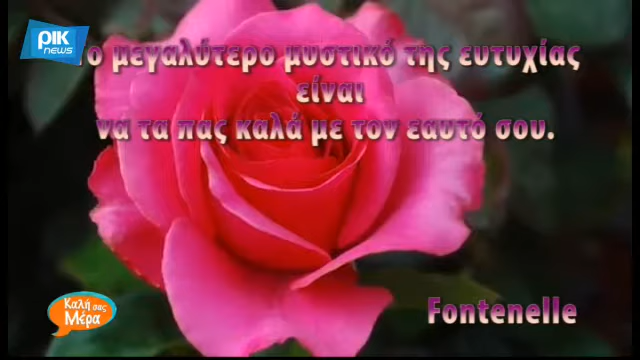 ΡΙΚ
news
Το μεγαλύτερο μυστικό της ευτυχίας
είναι
να τα πας καλά με τον εαυτό σου.
Fontenelle
Καλή σας
Μέρα